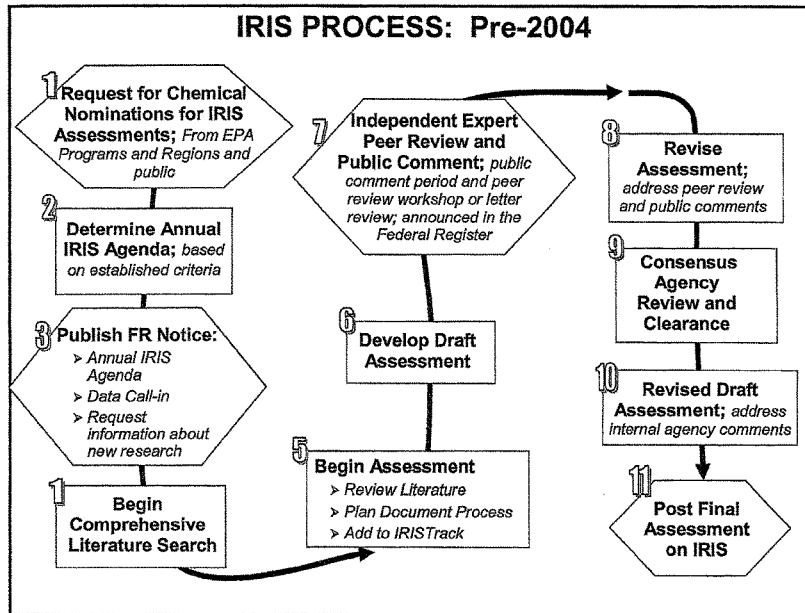 IRIS PROCESS: Pre-2004
1
Request for Chemical
Nominations for IRIS
Assessments; From EPA
Programs and Regions and
public
2
Determine Annual
IRIS Agenda; based
on established criteria
3
Publish FR Notice:
➢ Annual IRIS
Agenda
➢ Data Call-in
➢ Request
information about
new research
1
Begin
Comprehensive
Literature Search
5
Begin Assessment
➢ Review Literature
➢ Plan Document Process
➢ Add to IRISTrack
6
Develop Draft
Assessment
7
Independent Expert
Peer Review and
Public Comment; public
comment period and peer
review workshop or letter
review; announced in the
Federal Register
8
Revise
Assessment;
address peer review
and public comments
9
Consensus
Agency
Review and
Clearance
10
Revised Draft
Assessment; address
internal agency comments
11
Post Final
Assessment
on IRIS